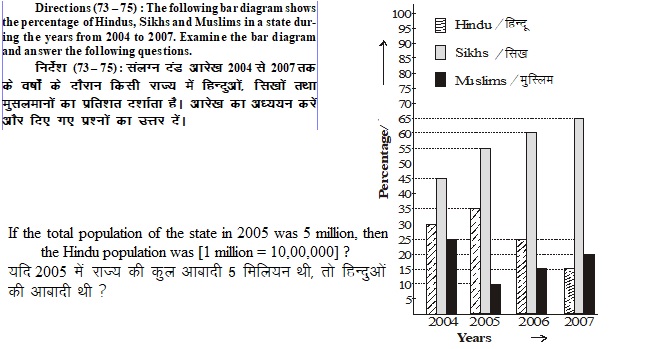 Directions (73 – 75) : The following bar diagram shows
the percentage of Hindus, Sikhs and Muslims in a state dur-
ing the years from 2004 to 2007. Examine the bar diagram
and answer the following questions.
निर्देश (73 – 75) : संलग्न दंड आरेख 2004 से 2007 तक
के वर्षों के दौरान किसी राज्य में हिन्दुओं, सिखों तथा
मुसलमानों का प्रतिशत दर्शाता है। आरेख का अध्ययन करें
और दिए गए प्रश्नों का उत्तर दें।
If the total population of the state in 2005 was 5 million, then
the Hindu population was [1 million = 10,00,000] ?
यदि 2005 में राज्य की कुल आबादी 5 मिलियन थी, तो हिन्दुओं
की आबादी थी ?
100
95
90
85
80
75
70
65
60
55
50
45
40
35
30
25
20
15
10
5
Percentage/
Hindu / हिन्दू
Sikhs / सिख
Muslims / मुस्लिम
2004 2005 2006 2007
Years